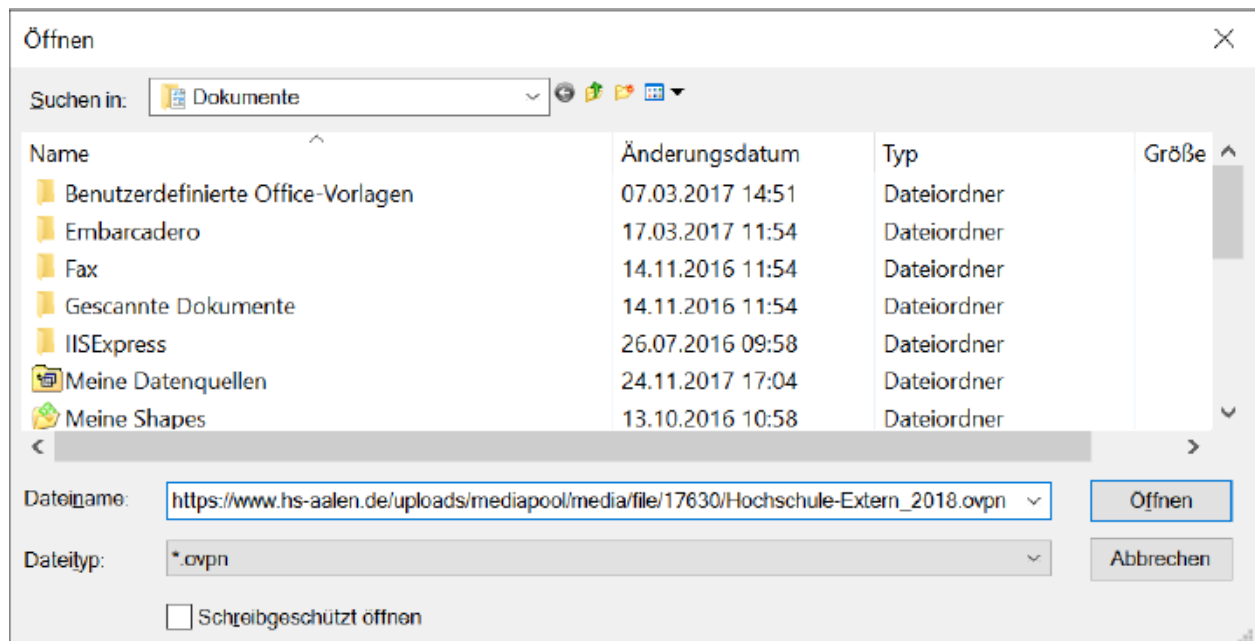 Öffnen
Suchen in: Dokumente
Name Änderungsdatum Typ Größe
Benutzerdefinierte Office-Vorlagen 07.03.2017 14:51 Dateiordner
Embarcadero 17.03.2017 11:54 Dateiordner
Fax 14.11.2016 11:54 Dateiordner
Gescannte Dokumente 14.11.2016 11:54 Dateiordner
IISExpress 26.07.2016 09:58 Dateiordner
Meine Datenquellen 24.11.2017 17:04 Dateiordner
Meine Shapes 13.10.2016 10:58 Dateiordner
Dateiname: https://www.hs-aalen.de/uploads/mediapool/media/file/17630/Hochschule-Extern_2018.ovpn Öffnen
Dateityp: *.ovpn Abbrechen
Schreibgeschützt öffnen